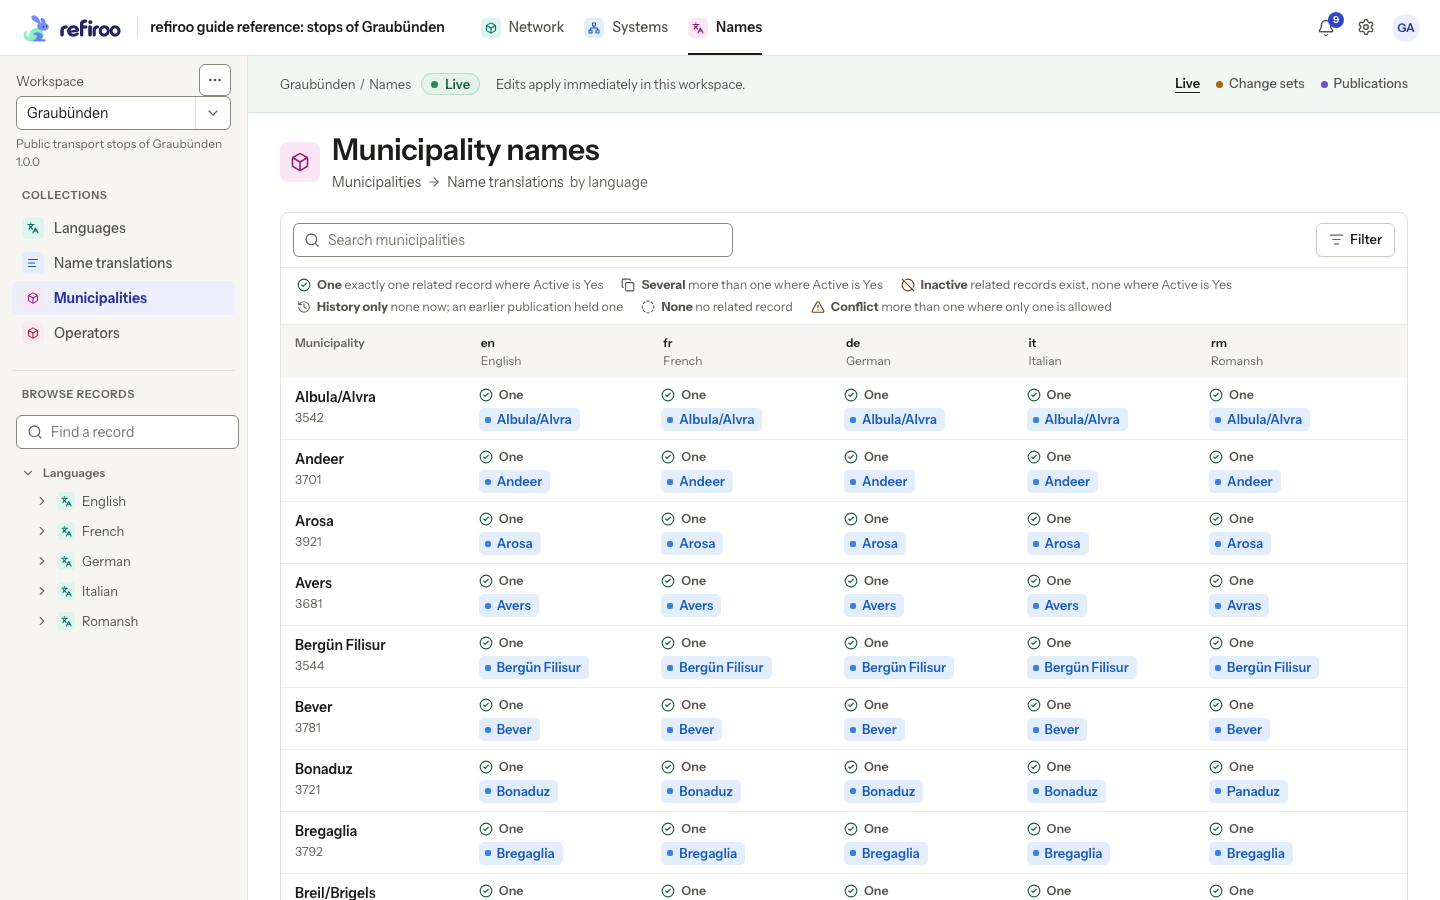 refiroo
refiroo guide reference: stops of Graubünden
Network
Systems
Names
9
GA
Workspace
Graubünden
Public transport stops of Graubünden
1.0.0
COLLECTIONS
Languages
Name translations
Municipalities
Operators
BROWSE RECORDS
Find a record
Languages
English
French
German
Italian
Romansh
Graubünden / Names
Live
Edits apply immediately in this workspace.
Live
Change sets
Publications
Municipality names
Municipalities → Name translations by language
Search municipalities
Filter
One exactly one related record where Active is Yes
Several more than one where Active is Yes
Inactive related records exist, none where Active is Yes
History only none now; an earlier publication held one
None no related record
Conflict more than one where only one is allowed
Municipality
en
English
fr
French
de
German
it
Italian
rm
Romansh
Albula/Alvra
3542
One One One One One
Albula/Alvra Albula/Alvra Albula/Alvra Albula/Alvra Albula/Alvra
Andeer
3701
One One One One One
Andeer Andeer Andeer Andeer Andeer
Arosa
3921
One One One One One
Arosa Arosa Arosa Arosa Arosa
Avers
3681
One One One One One
Avers Avers Avers Avers Avras
Bergün Filisur
3544
One One One One One
Bergün Filisur Bergün Filisur Bergün Filisur Bergün Filisur Bergün Filisur
Bever
3781
One One One One One
Bever Bever Bever Bever Bever
Bonaduz
3721
One One One One One
Bonaduz Bonaduz Bonaduz Bonaduz Panaduz
Bregaglia
3792
One One One One One
Bregaglia Bregaglia Bregaglia Bregaglia Bregaglia
Breil/Brigels
One One One One One